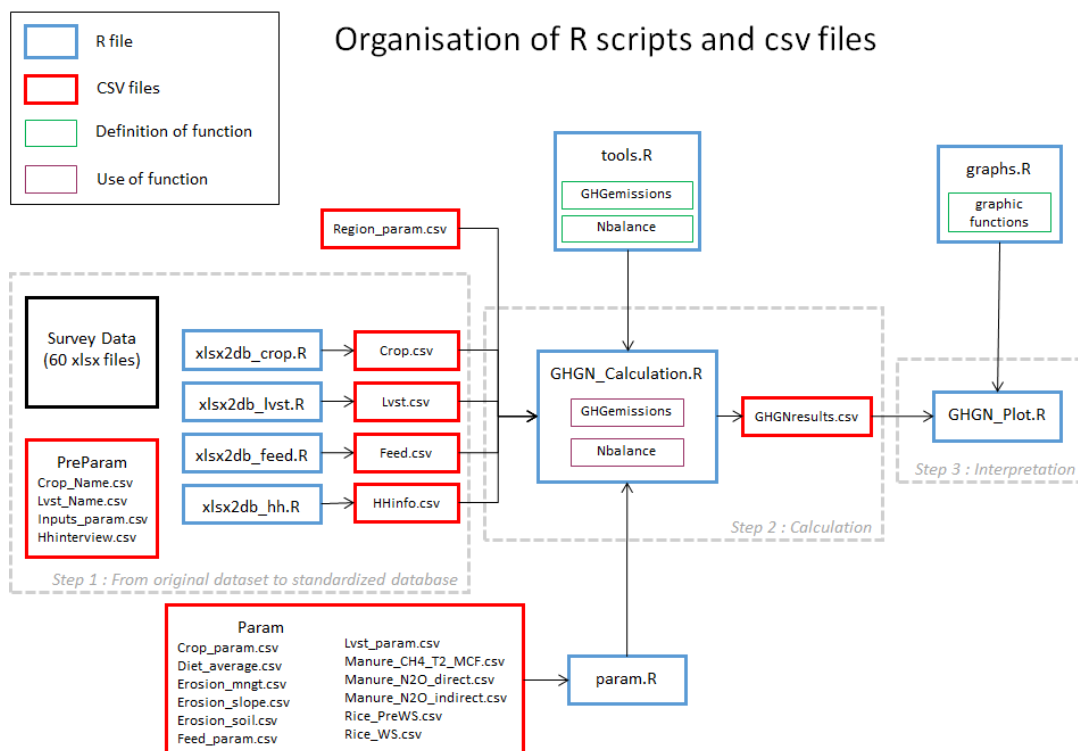 Organisation of R scripts and csv files
R file
CSV files
Definition of function
Use of function
tools.R
GHGemissions
Nbalance
graphs.R
graphic
functions
Region_param.csv
Survey Data
(60 xlsx files)
PreParam
Crop_Name.csv
Lvst_Name.csv
Inputs_param.csv
Hhinterview.csv
xlsx2db_crop.R
xlsx2db_lvst.R
xlsx2db_feed.R
xlsx2db_hh.R
Crop.csv
Lvst.csv
Feed.csv
HHinfo.csv
Step 1 : From original dataset to standardized database
GHGN_Calculation.R
GHGemissions
Nbalance
GHGNresults.csv
Step 2 : Calculation
GHGN_Plot.R
Step 3 : Interpretation
Param
Crop_param.csv
Diet_average.csv
Erosion_mngt.csv
Erosion_slope.csv
Erosion_soil.csv
Feed_param.csv
Lvst_param.csv
Manure_CH4_T2_MCF.csv
Manure_N2O_direct.csv
Manure_N2O_indirect.csv
Rice_PreWS.csv
Rice_WS.csv
param.R